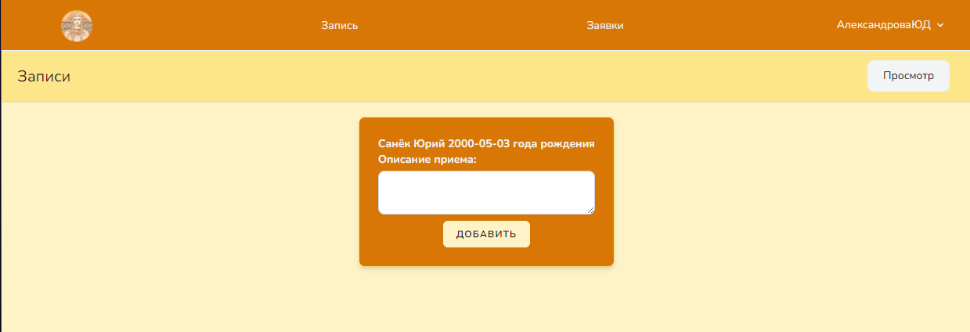 Запись
Заявки
АлександроваЮД
Записи
Просмотр
Санёк Юрий 2000-05-03 года рождения
Описание приема:
ДОБАВИТЬ